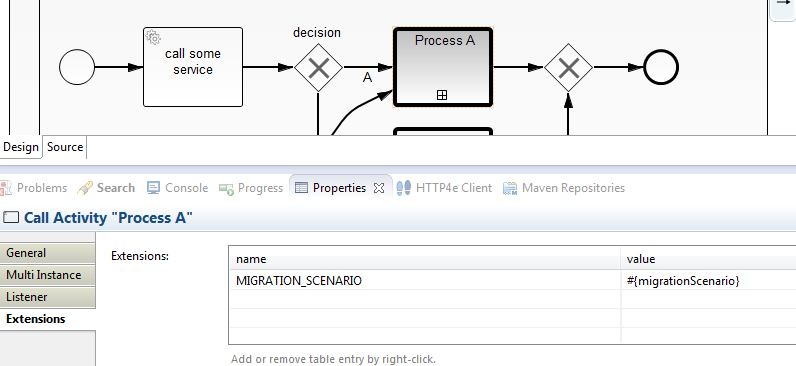 decision
call some
service
A
Process A
Design Source
Problems Search Console Progress Properties HTTP4e Client Maven Repositories
Call Activity "Process A"
General
Multi Instance
Listener
Extensions
Extensions:
name value
MIGRATION_SCENARIO #{migrationScenario}
Add or remove table entry by right-click.